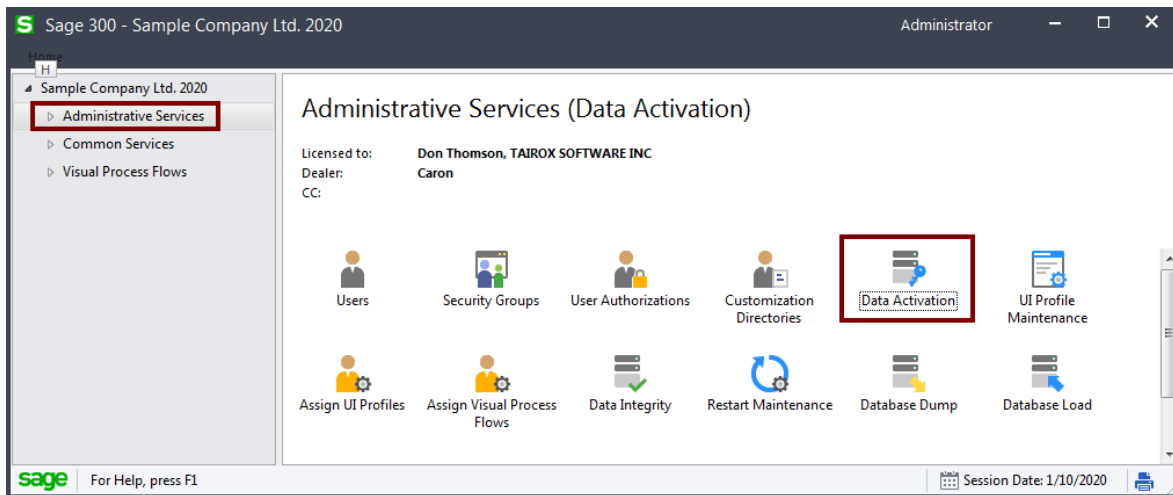 S Sage 300 - Sample Company Ltd. 2020
Administrator
Home
H
Sample Company Ltd. 2020
Administrative Services
Common Services
Visual Process Flows
Administrative Services (Data Activation)
Licensed to: Don Thomson, TAIROX SOFTWARE INC
Dealer: Caron
CC:
Users
Security Groups
User Authorizations
Customization
Directories
Data Activation
UI Profile
Maintenance
Assign UI Profiles
Assign Visual Process
Flows
Data Integrity
Restart Maintenance
Database Dump
Database Load
sage For Help, press F1
Session Date: 1/10/2020